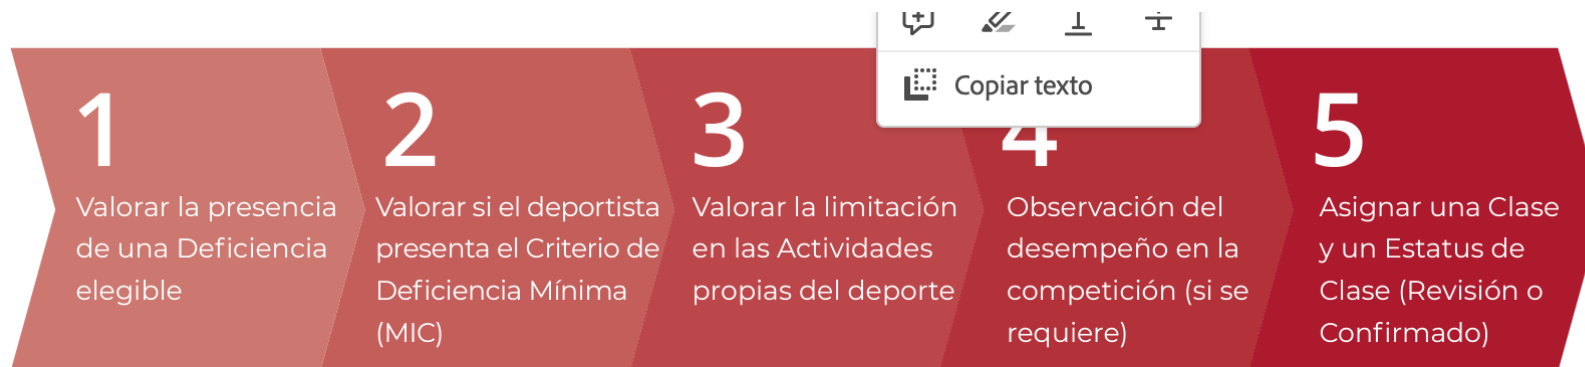 Copiar texto
1
Valorar la presencia
de una Deficiencia
elegible
2
Valorar si el deportista
presenta el Criterio de
Deficiencia Mínima
(MIC)
3
Valorar la limitación
en las Actividades
propias del deporte
4
Observación del
desempeño en la
competición (si se
requiere)
5
Asignar una Clase
y un Estatus de
Clase (Revisión o
Confirmado)